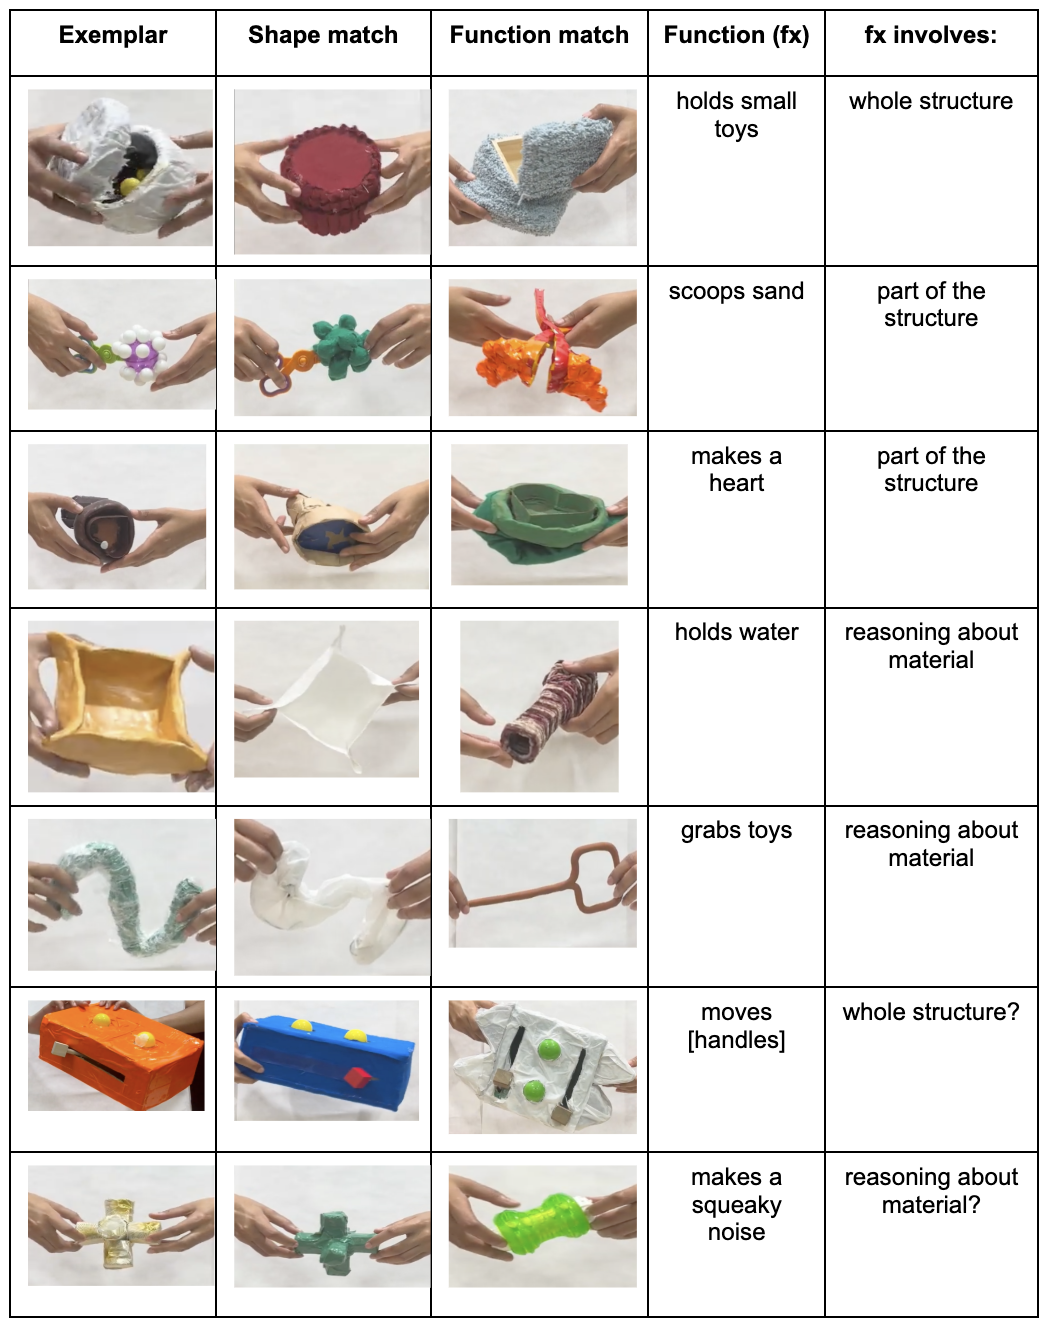 Exemplar Shape match Function match Function (fx) fx involves:
holds small whole structure
toys
scoops sand part of the
structure
makes a part of the
heart structure
holds water reasoning about
material
grabs toys reasoning about
material
moves whole structure?
[handles]
makes a reasoning about
squeaky material?
noise